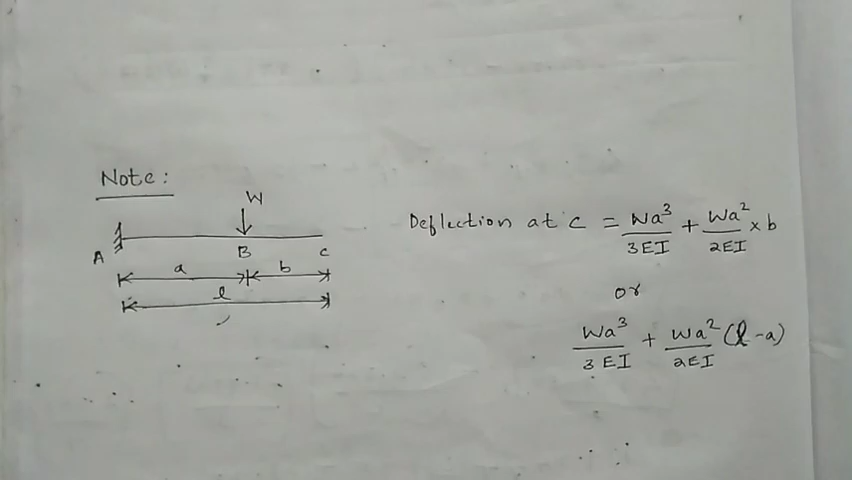 Note:
W
A
B
C
a
b
l
Deflection at C = Wa³/3EI + Wa²/2EI × b
or
Wa³/3EI + Wa²/2EI (l-a)